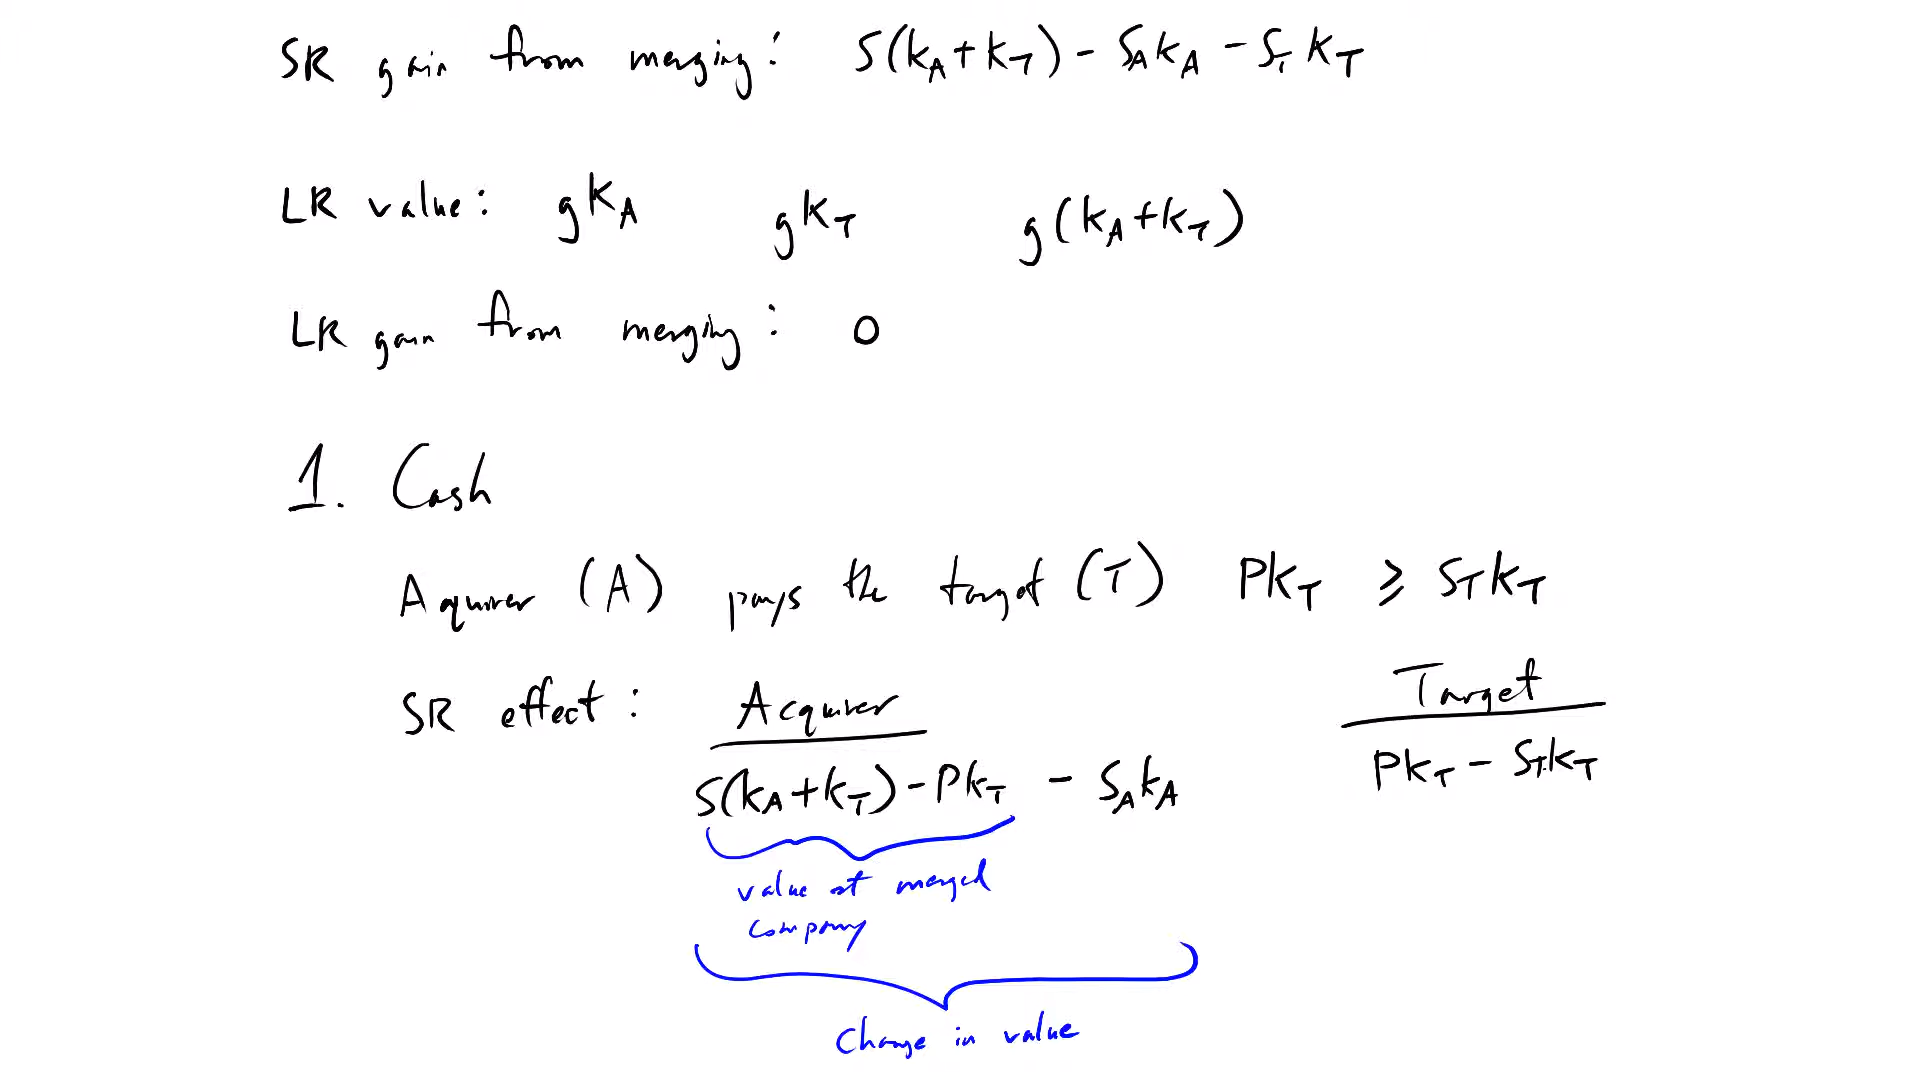 SR gain from merging: S(KA+KT) - SAKA - STKT
LR value: gKA gKT g(KA+KT)
LR gain from merging: 0
1. Cash
Aquirer (A) pays the target (T) PKT ≥ STKT
SR effect: Acquirer Target
S(KA+KT) - PKT - SAKA PKT - STKT
value of merged
company
Change in value